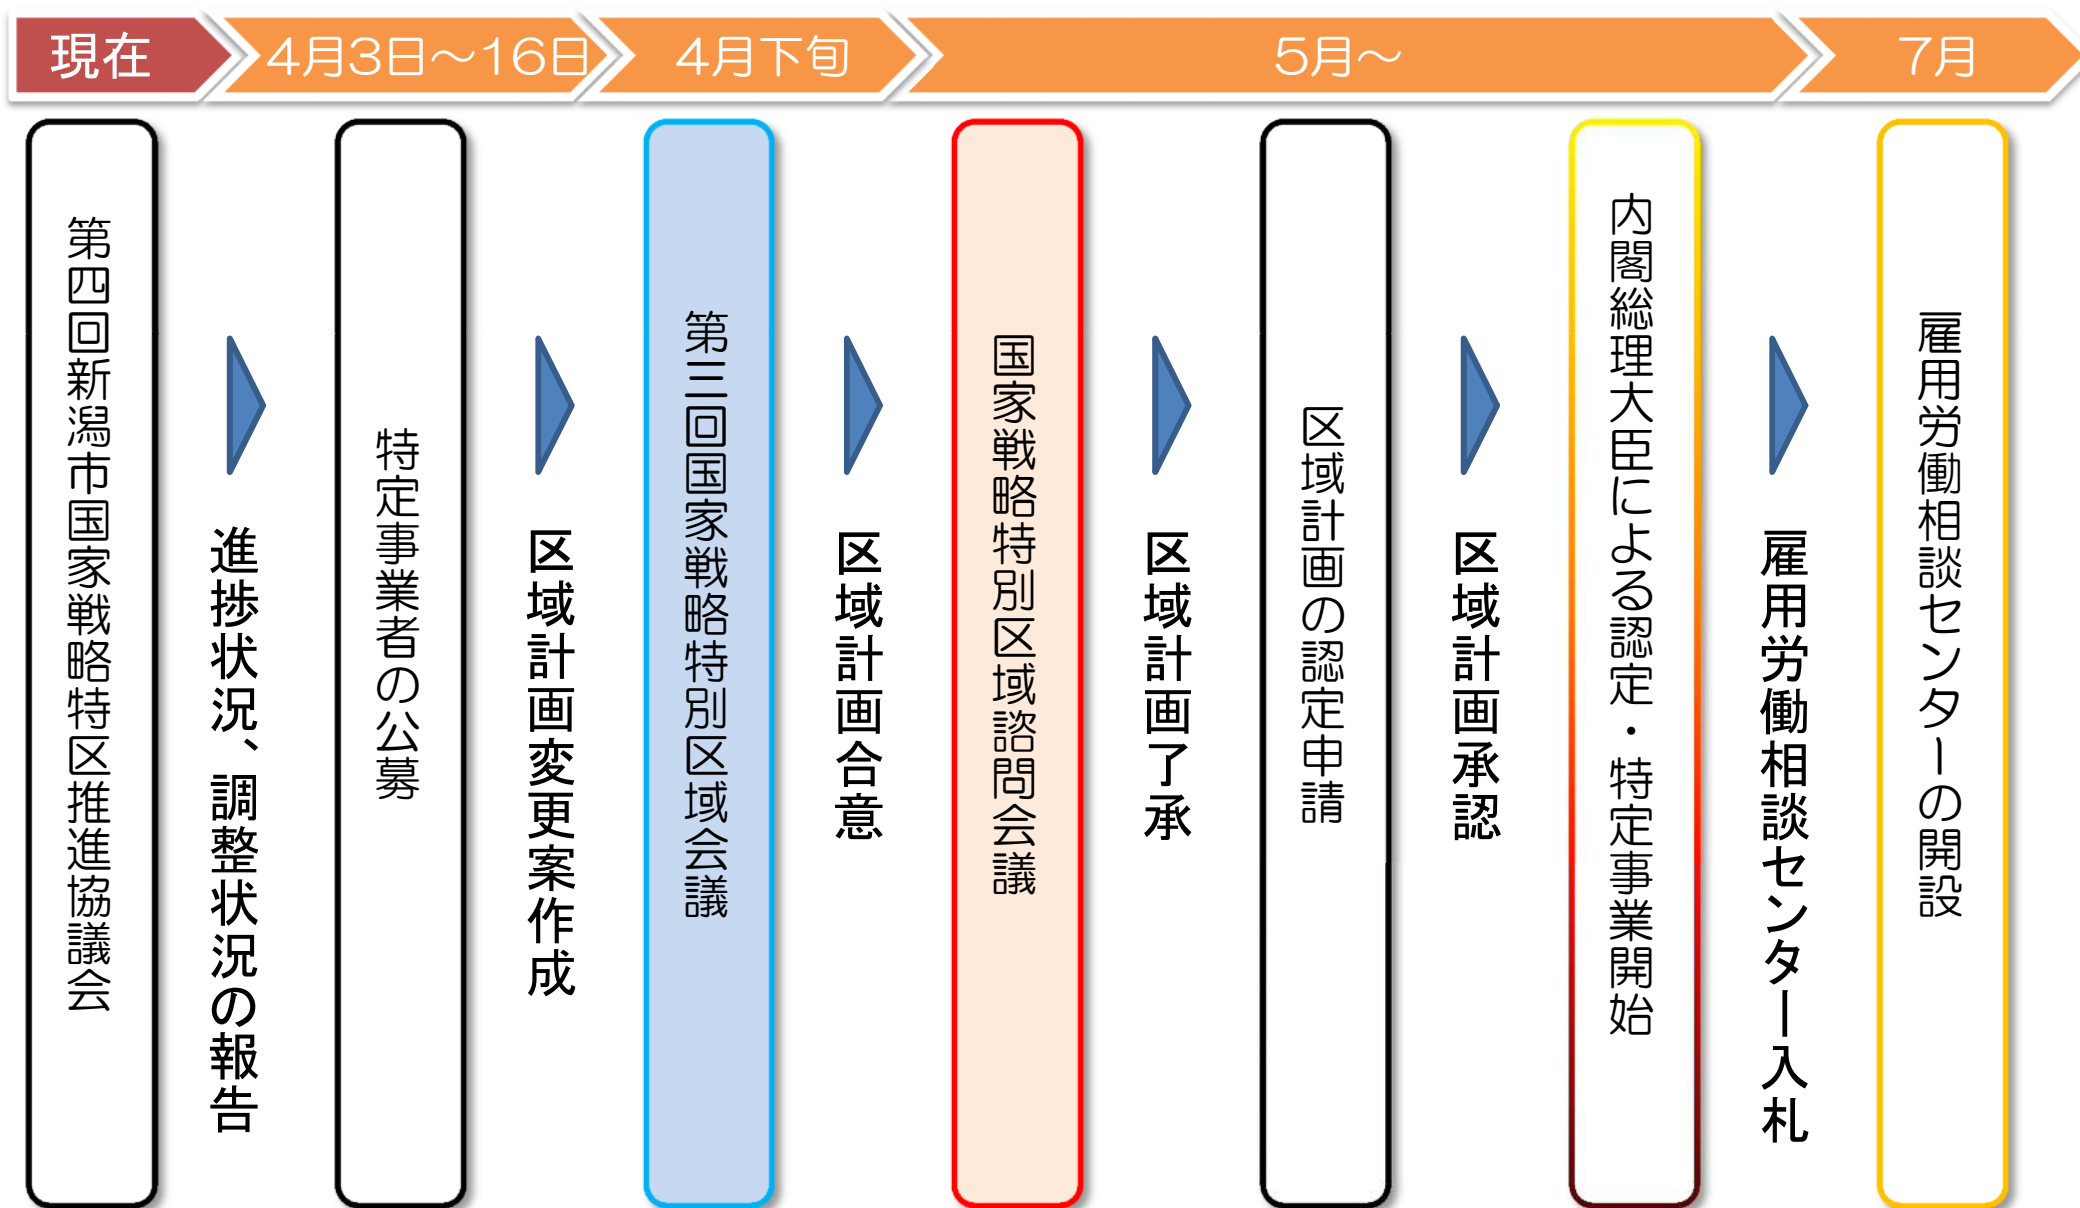 現在
4月3日～16日
4月下旬
5月～
7月
第四回新潟市国家戦略特区推進協議会
進捗状況、調整状況の報告
特定事業者の公募
区域計画変更案作成
第三回国家戦略特別区域会議
区域計画合意
国家戦略特別区域諮問会議
区域計画了承
区域計画の認定申請
区域計画承認
内閣総理大臣による認定・特定事業開始
雇用労働相談センター入札
雇用労働相談センターの開設